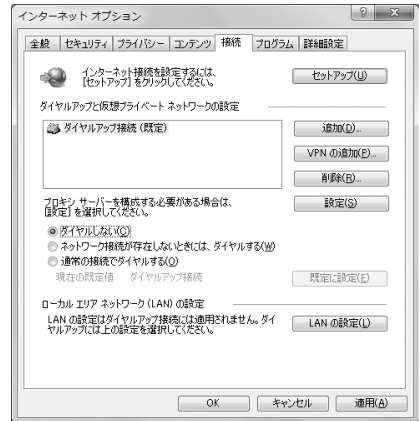 インターネット オプション
全般 セキュリティ プライバシー コンテンツ 接続 プログラム 詳細設定
インターネット接続を設定するには、
[セットアップ]をクリックしてください。
セットアップ(U)
ダイヤルアップと仮想プライベート ネットワークの設定
ダイヤルアップ接続 (既定)
追加(D)...
VPN の追加(P)...
削除(R)...
プロキシ サーバーを構成する必要がある場合は、
[設定] を選択してください。
設定(S)
ダイヤルしない(C)
ネットワーク接続が存在しないときには、ダイヤルする(W)
通常の接続でダイヤルする(O)
現在の既定値: ダイヤルアップ接続
既定に設定(E)
ローカル エリア ネットワーク (LAN) の設定
LAN の設定はダイヤルアップ接続には適用されません。ダイ
ヤルアップには上の設定を選択してください。
LAN の設定(L)
OK キャンセル 適用(A)